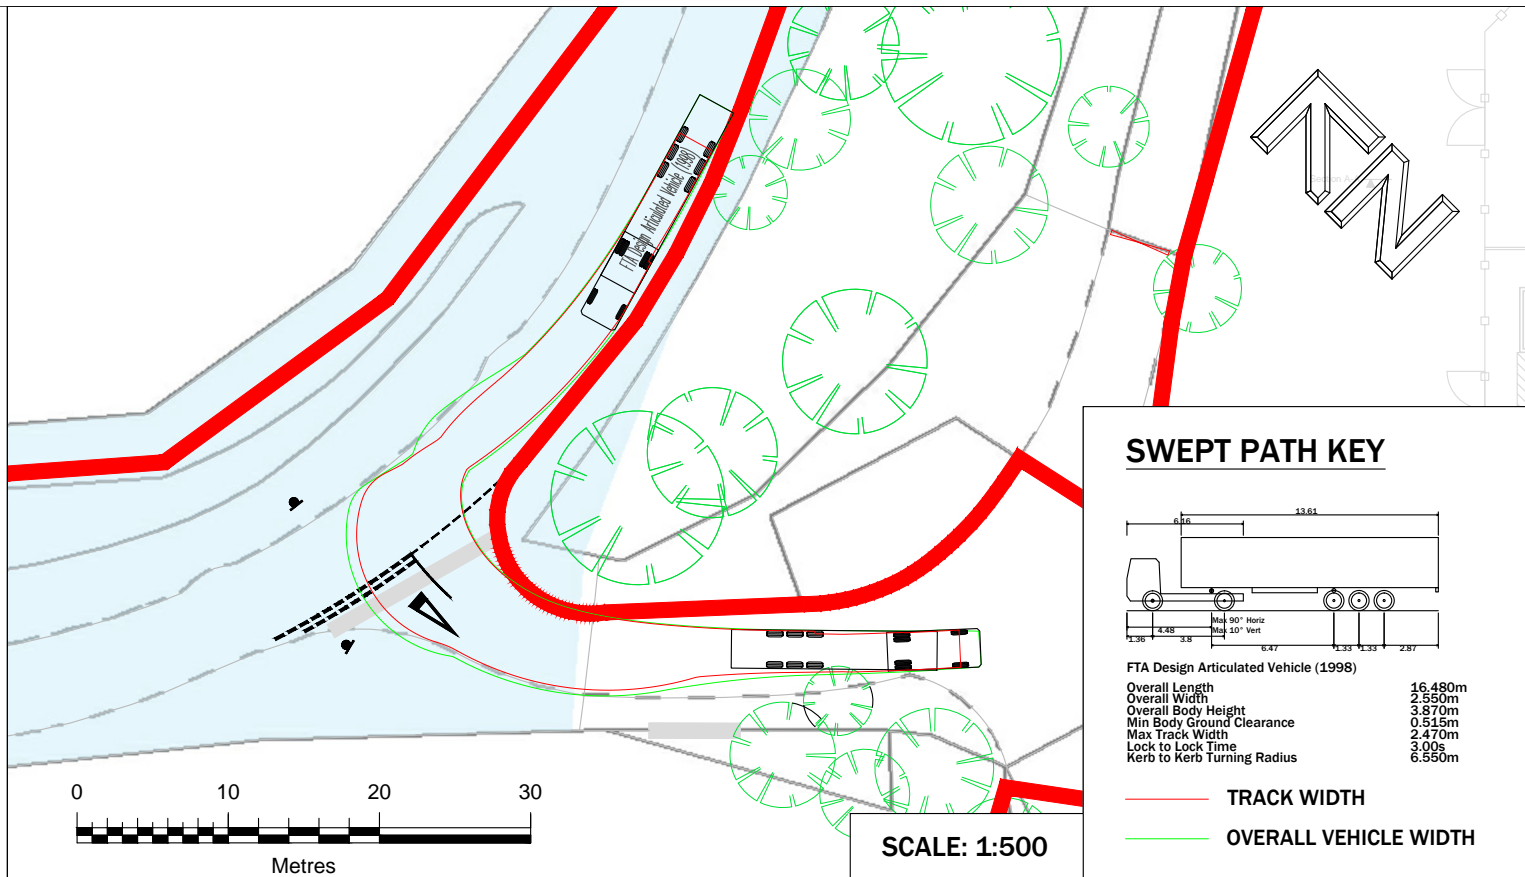 FTA Design Articulated Vehicle (1998)
N
SWEPT PATH KEY
13.61
6.16
Max 90° Horiz
Max 10° Vert
4.48
1.36
3.8
6.47
1.33
1.33
2.87
FTA Design Articulated Vehicle (1998)
Overall Length 16.480m
Overall Width 2.550m
Overall Body Height 3.870m
Min Body Ground Clearance 0.515m
Max Track Width 2.470m
Lock to Lock Time 3.00s
Kerb to Kerb Turning Radius 6.550m
TRACK WIDTH
OVERALL VEHICLE WIDTH
0 10 20 30
Metres
SCALE: 1:500